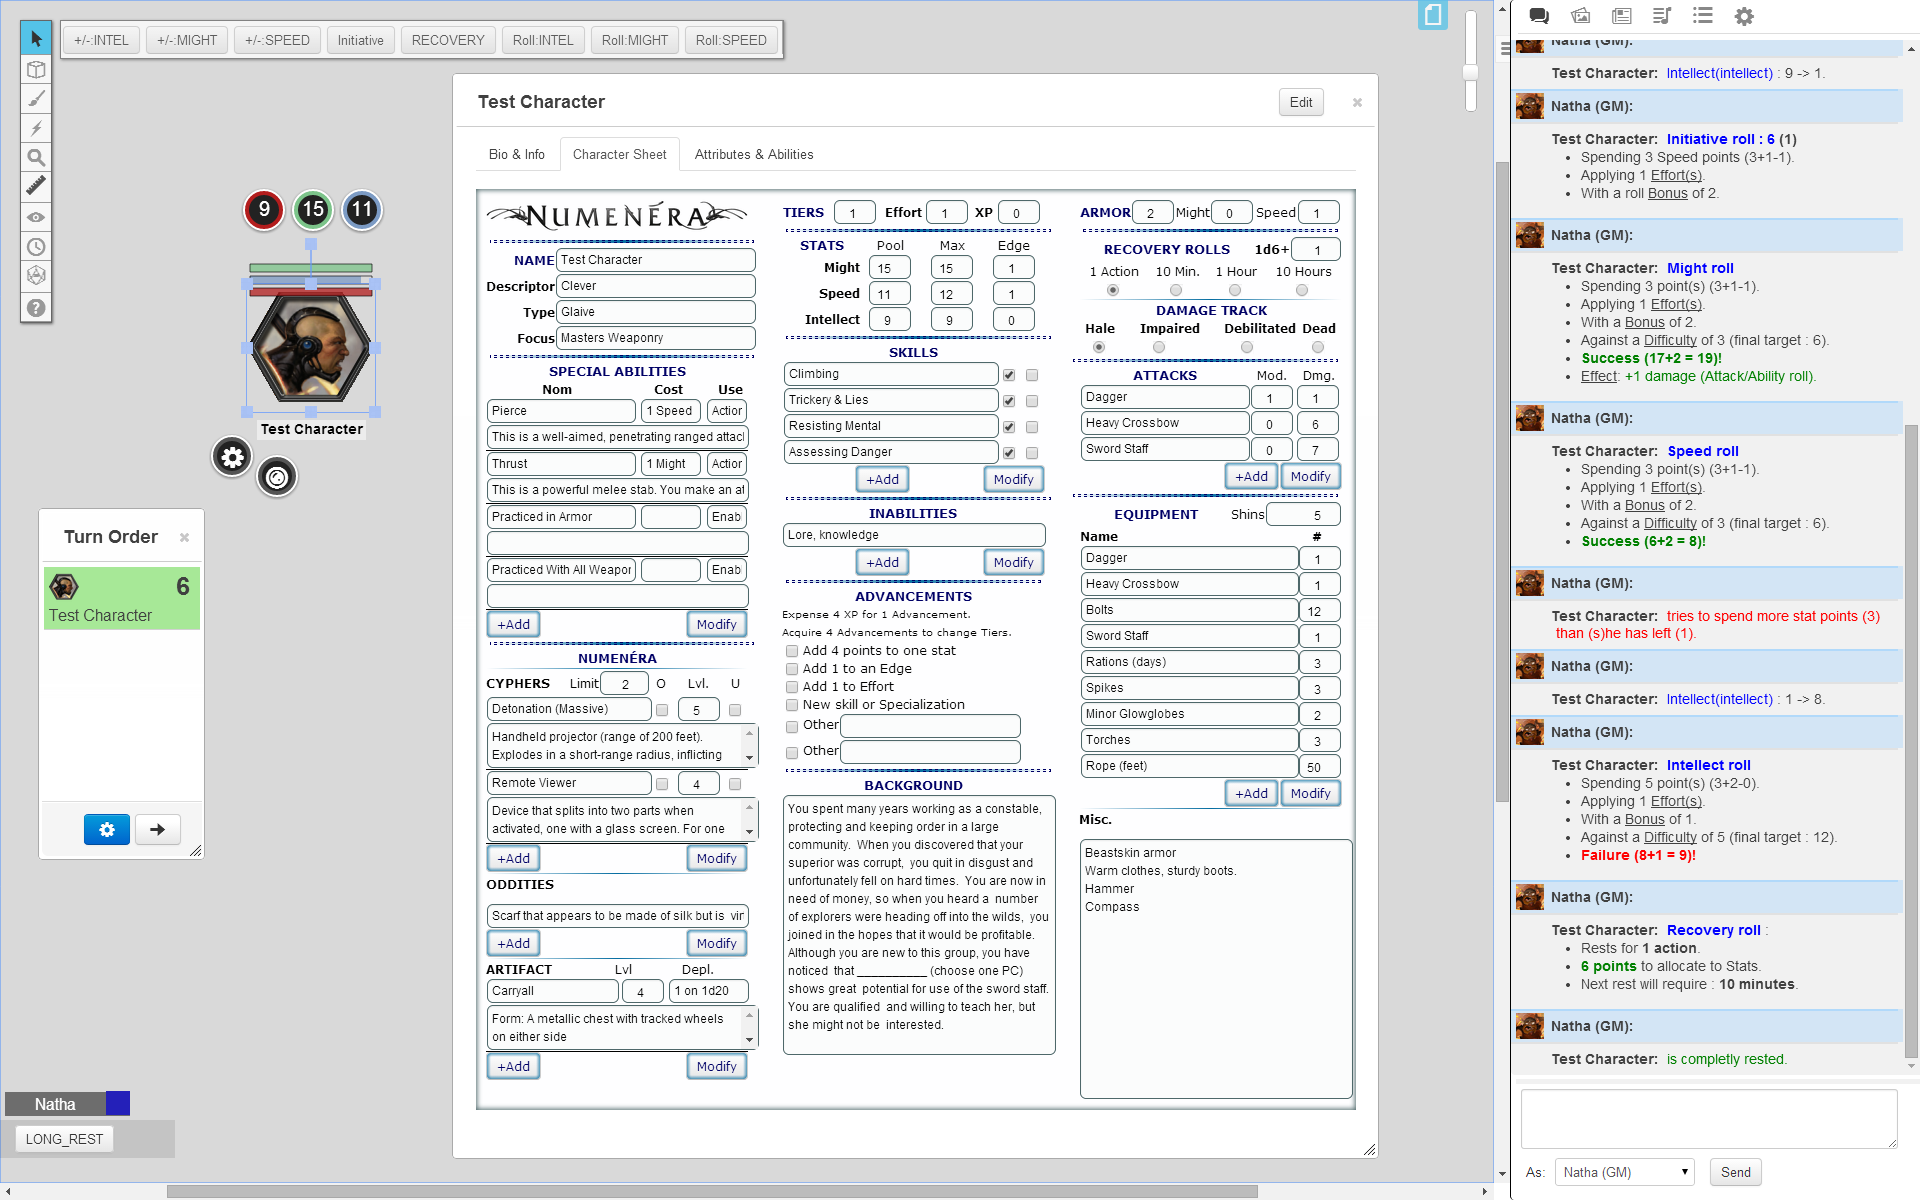 +/-:INTEL
+/-:MIGHT
+/-:SPEED
Initiative
RECOVERY
Roll:INTEL
Roll:MIGHT
Roll:SPEED
9
15
11
Test Character
Turn Order
6
Test Character
Natha
LONG_REST
Test Character
Edit
Bio & Info
Character Sheet
Attributes & Abilities
NUMENÉRA
NAME Test Character
Descriptor Clever
Type Glaive
Focus Masters Weaponry
SPECIAL ABILITIES
Nom Cost Use
Pierce 1 Speed Action
This is a well-aimed, penetrating ranged attacl
Thrust 1 Might Action
This is a powerful melee stab. You make an at
Practiced in Armor Enab
Practiced With All Weapor Enab
+Add Modify
NUMENÉRA
CYPHERS Limit 2 O Lvl. U
Detonation (Massive) 5
Handheld projector (range of 200 feet).
Explodes in a short-range radius, inflicting
Remote Viewer 4
Device that splits into two parts when
activated, one with a glass screen. For one
+Add Modify
ODDITIES
Scarf that appears to be made of silk but is vir
+Add Modify
ARTIFACT Lvl Depl.
Carryall 4 1 on 1d20
Form: A metallic chest with tracked wheels
on either side
+Add Modify
TIERS 1 Effort 1 XP 0
STATS Pool Max Edge
Might 15 15 1
Speed 11 12 1
Intellect 9 9 0
SKILLS
Climbing
Trickery & Lies
Resisting Mental
Assessing Danger
+Add Modify
INABILITIES
Lore, knowledge
+Add Modify
ADVANCEMENTS
Expense 4 XP for 1 Advancement.
Acquire 4 Advancements to change Tiers.
Add 4 points to one stat
Add 1 to an Edge
Add 1 to Effort
New skill or Specialization
Other
Other
BACKGROUND
You spent many years working as a constable,
protecting and keeping order in a large
community. When you discovered that your
superior was corrupt, you quit in disgust and
unfortunately fell on hard times. You are now in
need of money, so when you heard a number
of explorers were heading off into the wilds, you
joined in the hopes that it would be profitable.
Although you are new to this group, you have
noticed that __________ (choose one PC)
shows great potential for use of the sword staff.
You are qualified and willing to teach her, but
she might not be interested.
ARMOR 2 Might 0 Speed 1
RECOVERY ROLLS 1d6+ 1
1 Action 10 Min. 1 Hour 10 Hours
DAMAGE TRACK
Hale Impaired Debilitated Dead
ATTACKS Mod. Dmg.
Dagger 1 1
Heavy Crossbow 0 6
Sword Staff 0 7
+Add Modify
EQUIPMENT Shins 5
Name #
Dagger 1
Heavy Crossbow 1
Bolts 12
Sword Staff 1
Rations (days) 3
Spikes 3
Minor Glowglobes 2
Torches 3
Rope (feet) 50
+Add Modify
Misc.
Beastskin armor
Warm clothes, sturdy boots.
Hammer
Compass
Natha (GM):
Test Character: Intellect(intellect) : 9 -> 1.
Natha (GM):
Test Character: Initiative roll : 6 (1)
Spending 3 Speed points (3+1-1).
Applying 1 Effort(s).
With a roll Bonus of 2.
Natha (GM):
Test Character: Might roll
Spending 3 point(s) (3+1-1).
Applying 1 Effort(s).
With a Bonus of 2.
Against a Difficulty of 3 (final target : 6).
Success (17+2 = 19)!
Effect: +1 damage (Attack/Ability roll).
Natha (GM):
Test Character: Speed roll
Spending 3 point(s) (3+1-1).
Applying 1 Effort(s).
With a Bonus of 2.
Against a Difficulty of 3 (final target : 6).
Success (6+2 = 8)!
Natha (GM):
Test Character: tries to spend more stat points (3)
than (s)he has left (1).
Natha (GM):
Test Character: Intellect(intellect) : 1 -> 8.
Natha (GM):
Test Character: Intellect roll
Spending 5 point(s) (3+2-0).
Applying 1 Effort(s).
With a Bonus of 1.
Against a Difficulty of 5 (final target : 12).
Failure (8+1 = 9)!
Natha (GM):
Test Character: Recovery roll :
Rests for 1 action.
6 points to allocate to Stats.
Next rest will require : 10 minutes.
Natha (GM):
Test Character: is completly rested.
As: Natha (GM) Send